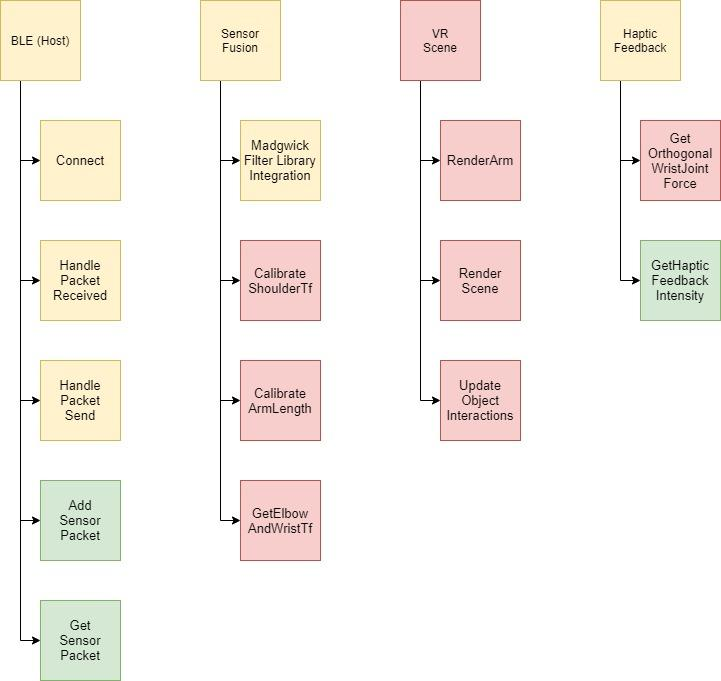 BLE (Host)
Connect
Handle
Packet
Received
Handle
Packet
Send
Add
Sensor
Packet
Get
Sensor
Packet
Sensor
Fusion
Madgwick
Filter Library
Integration
Calibrate
ShoulderTf
Calibrate
ArmLength
GetElbow
AndWristTf
VR
Scene
RenderArm
Render
Scene
Update
Object
Interactions
Haptic
Feedback
Get
Orthogonal
WristJoint
Force
GetHaptic
Feedback
Intensity